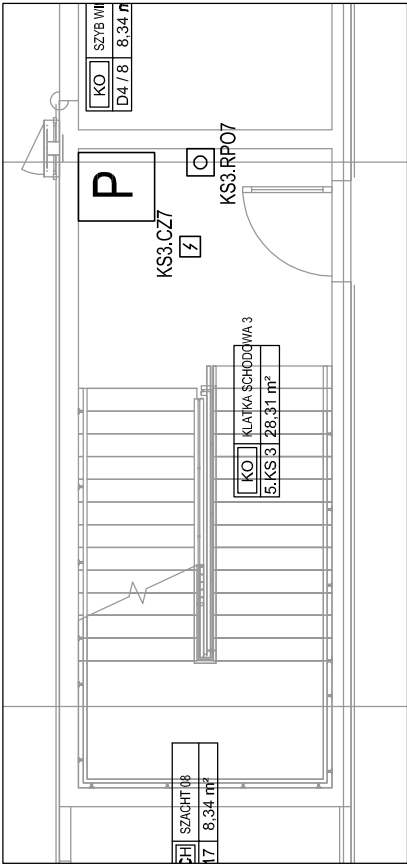 KO SZYB WI
D4 / 8 8,34 m
P
KS3.RPO7
KS3.CZ7
KO KLATKA SCHODOWA 3
5.KS 3 28,31 m²
CH SZACHT 08
17 8,34 m²